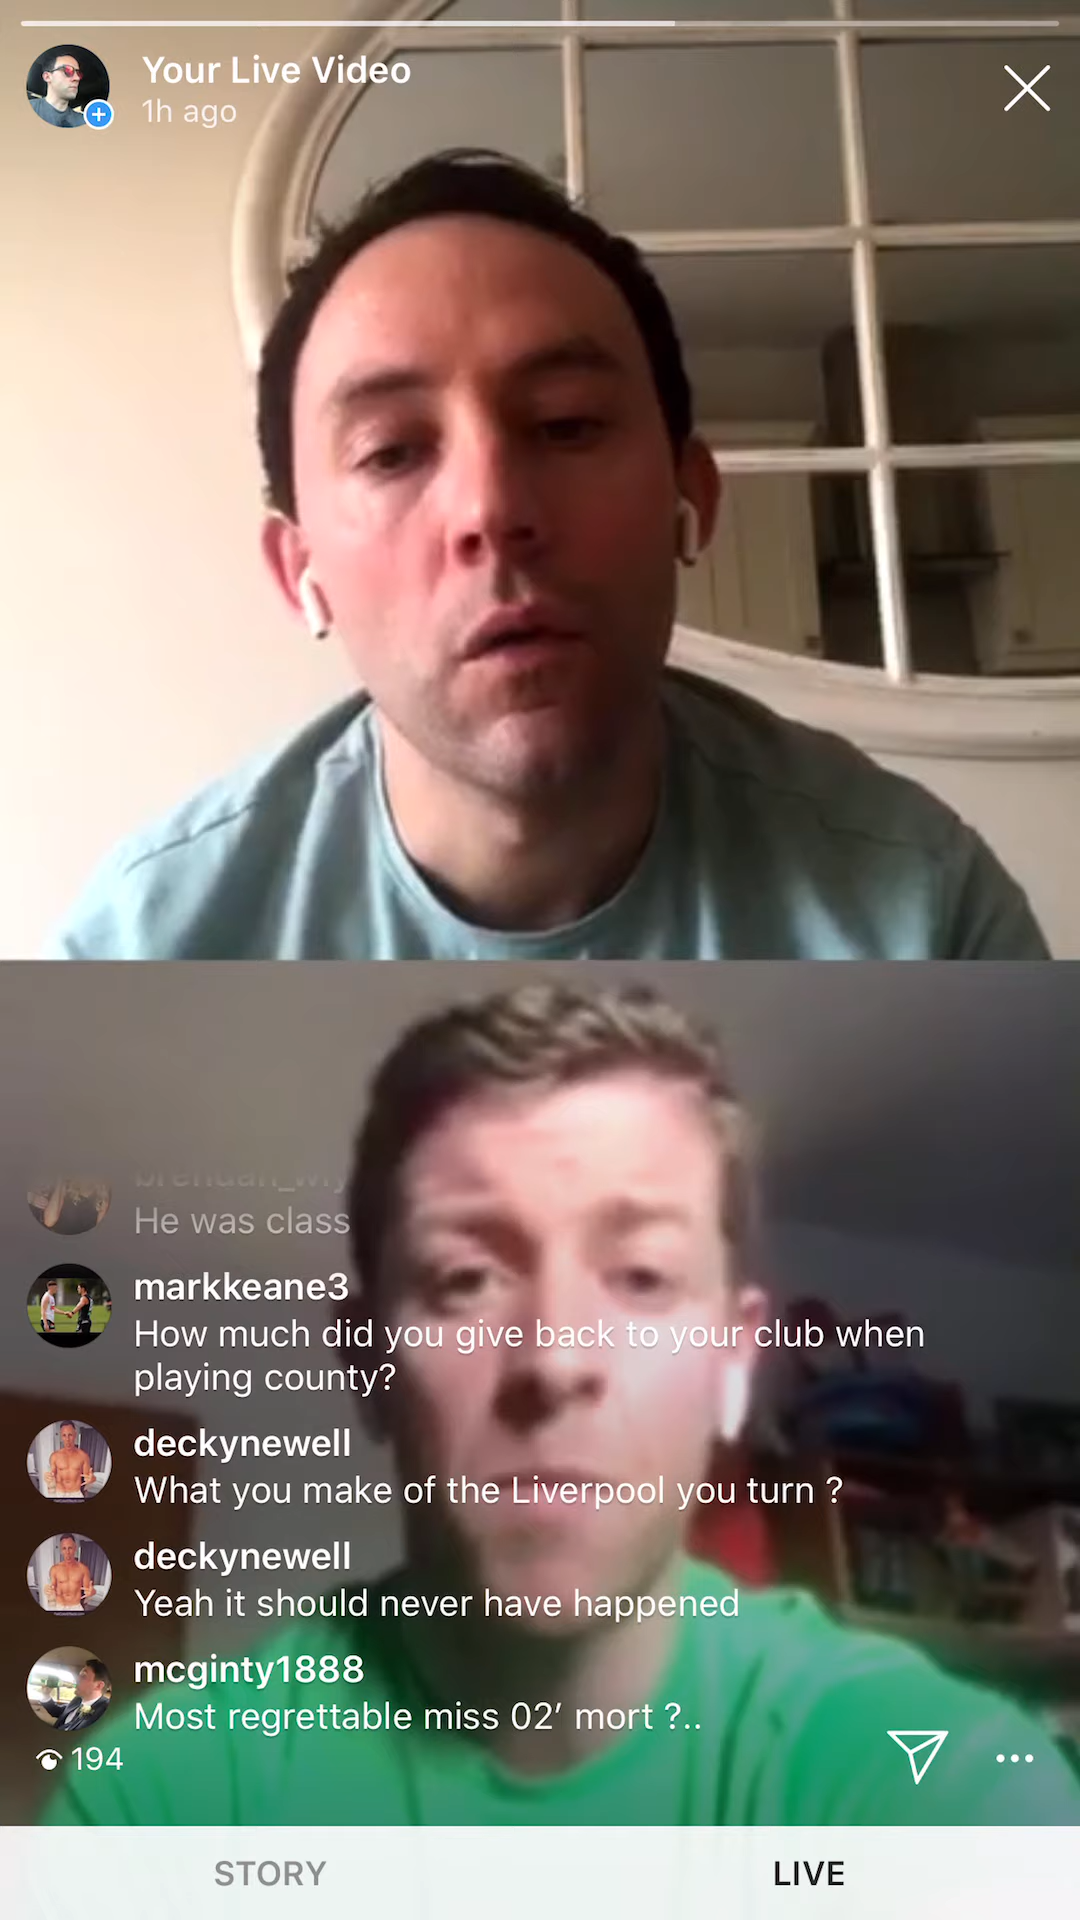 Your Live Video
1h ago
He was class
markkeane3
How much did you give back to your club when
playing county?
deckynewell
What you make of the Liverpool you turn ?
deckynewell
Yeah it should never have happened
mcginty1888
Most regrettable miss 02’ mort ?..
194
STORY
LIVE